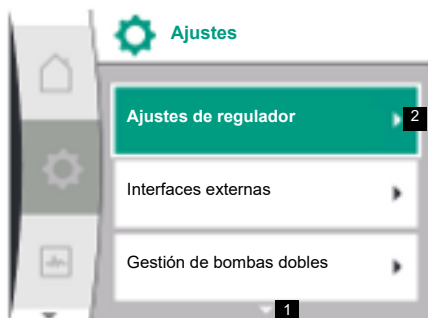 Ajustes
Ajustes de regulador
2
Interfaces externas
Gestión de bombas dobles
1